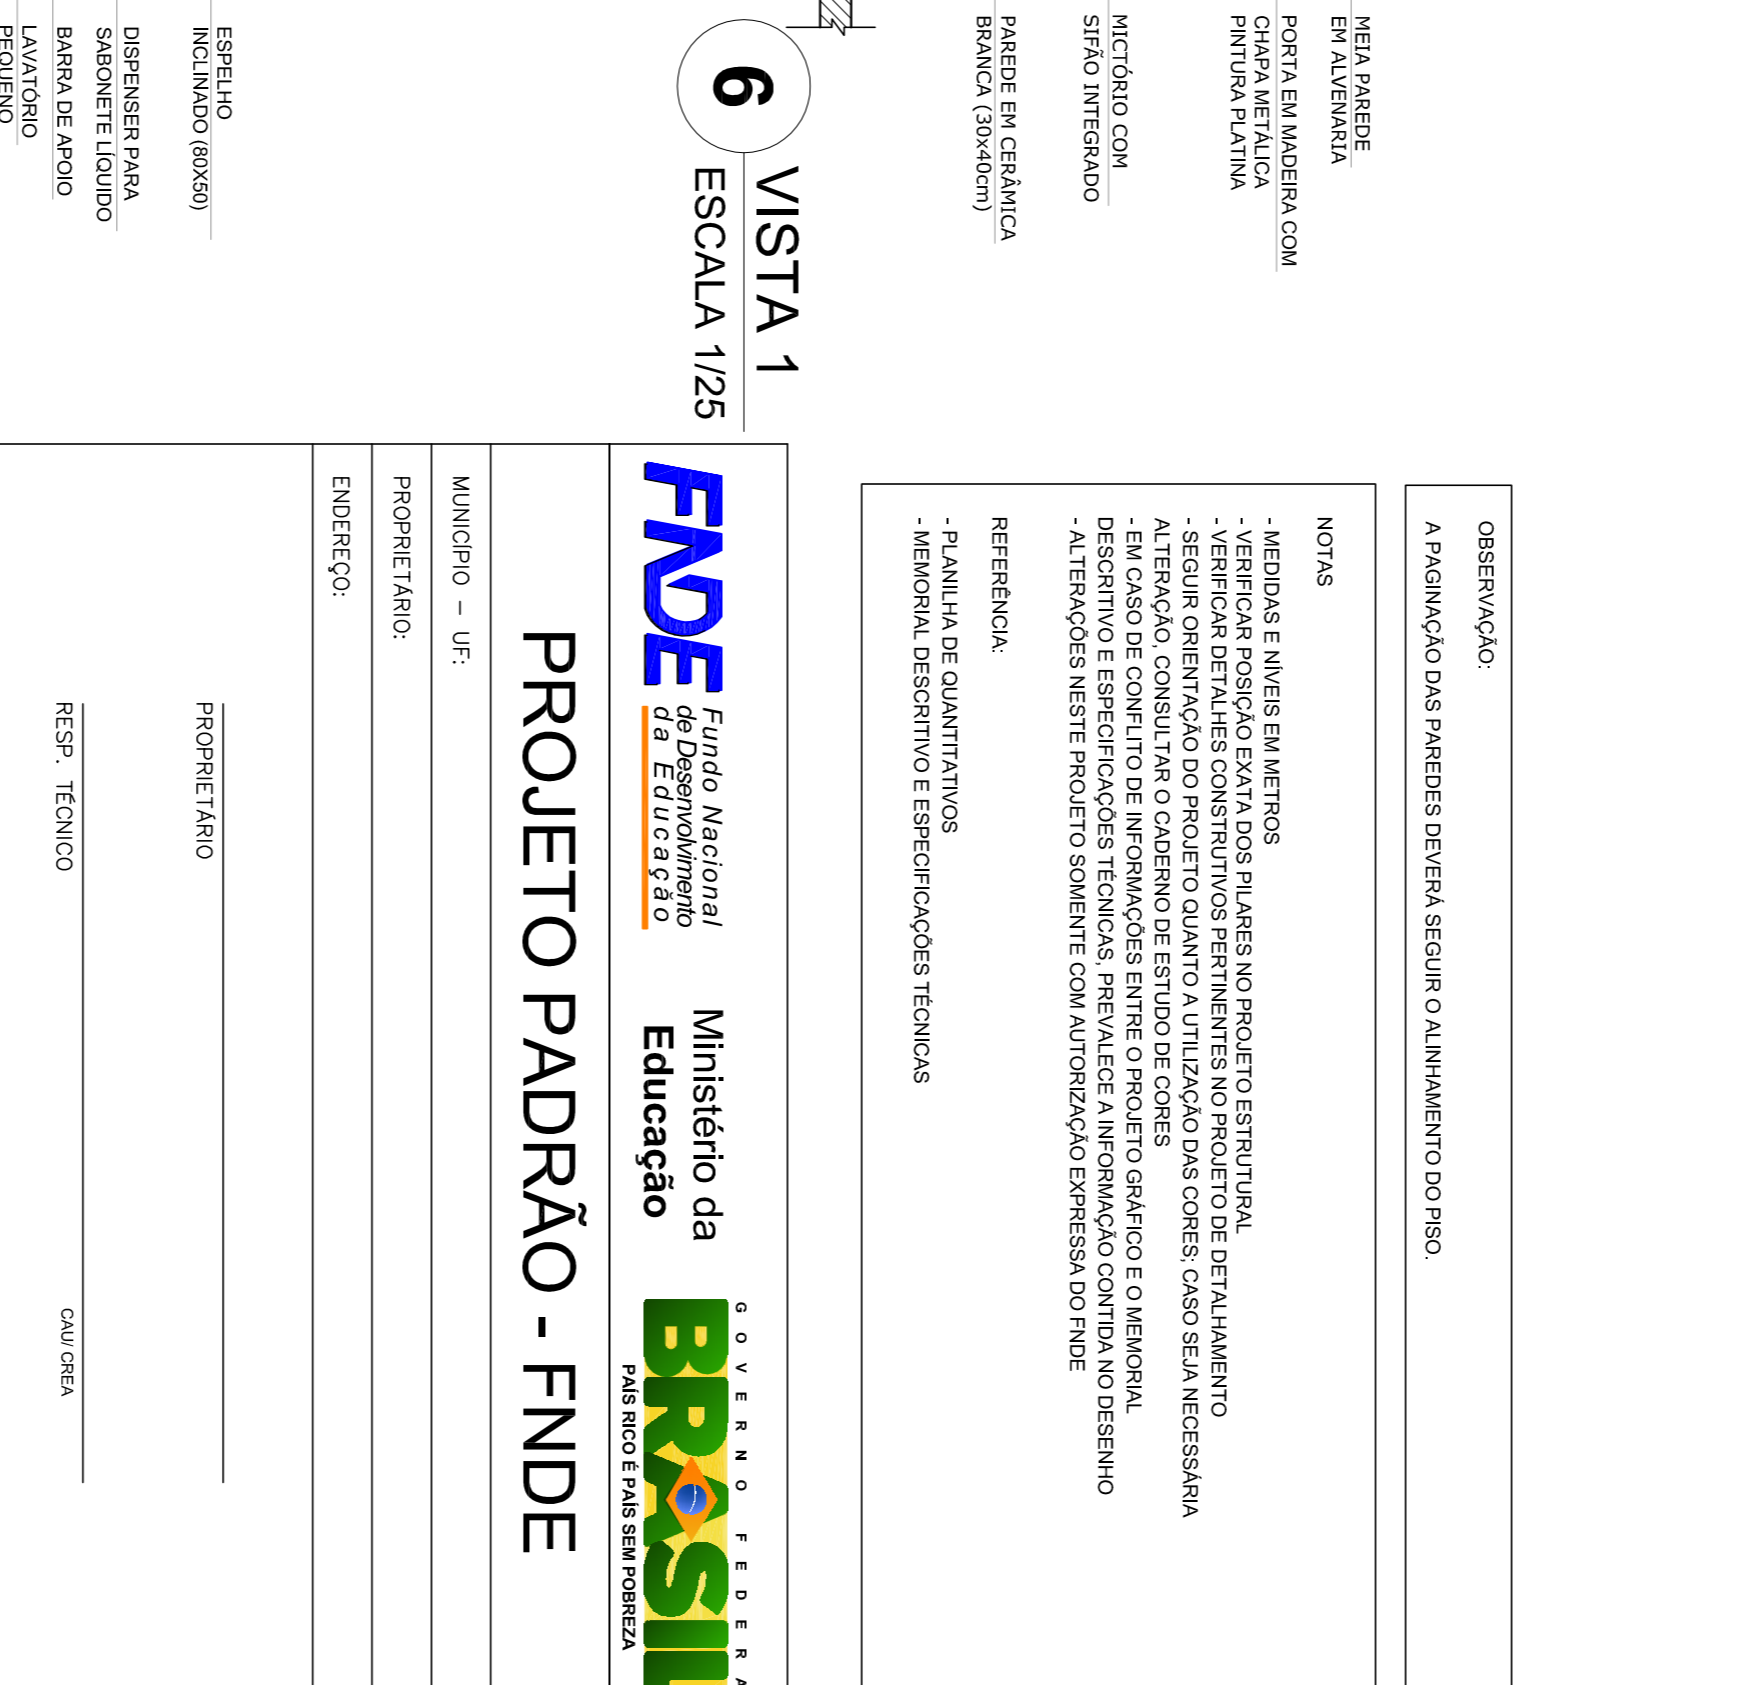 MEIA PAREDE
EM ALVENARIA
PORTA EM MADEIRA COM
CHAPA METÁLICA
PINTURA PLATINA
MICTÓRIO COM
SIFÃO INTEGRADO
PAREDE EM CERÂMICA
BRANCA (30x40cm)
6
VISTA 1
ESCALA 1/25
ESPELHO
INCLINADO (80X50)
DISPENSER PARA
SABONETE LÍQUIDO
BARRA DE APOIO
LAVATÓRIO
PEQUENO
OBSERVAÇÃO:
A PAGINAÇÃO DAS PAREDES DEVERÁ SEGUIR O ALINHAMENTO DO PISO.
NOTAS
- MEDIDAS E NÍVEIS EM METROS
- VERIFICAR POSIÇÃO EXATA DOS PILARES NO PROJETO ESTRUTURAL
- VERIFICAR DETALHES CONSTRUTIVOS PERTINENTES NO PROJETO DE DETALHAMENTO
- SEGUIR ORIENTAÇÃO DO PROJETO QUANTO A UTILIZAÇÃO DAS CORES; CASO SEJA NECESSÁRIA
ALTERAÇÃO, CONSULTAR O CADERNO DE ESTUDO DE CORES
- EM CASO DE CONFLITO DE INFORMAÇÕES ENTRE O PROJETO GRÁFICO E O MEMORIAL
DESCRITIVO E ESPECIFICAÇÕES TÉCNICAS, PREVALECE A INFORMAÇÃO CONTIDA NO DESENHO
- ALTERAÇÕES NESTE PROJETO SOMENTE COM AUTORIZAÇÃO EXPRESSA DO FNDE
REFERÊNCIA:
- PLANILHA DE QUANTITATIVOS
- MEMORIAL DESCRITIVO E ESPECIFICAÇÕES TÉCNICAS
FNDE
Fundo Nacional
de Desenvolvimento
da Educação
Ministério da
Educação
GOVERNO FEDERA
BRASIL
PAÍS RICO É PAÍS SEM POBREZA
PROJETO PADRÃO - FNDE
MUNICÍPIO - UF:
PROPRIETÁRIO:
ENDEREÇO:
PROPRIETÁRIO
RESP. TÉCNICO
CAU/ CREA